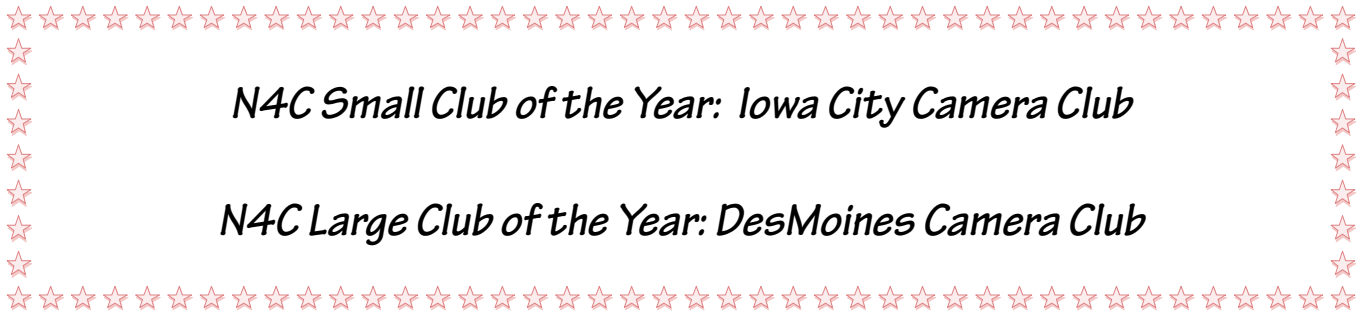 N4C Small Club of the Year: Iowa City Camera Club
N4C Large Club of the Year: DesMoines Camera Club